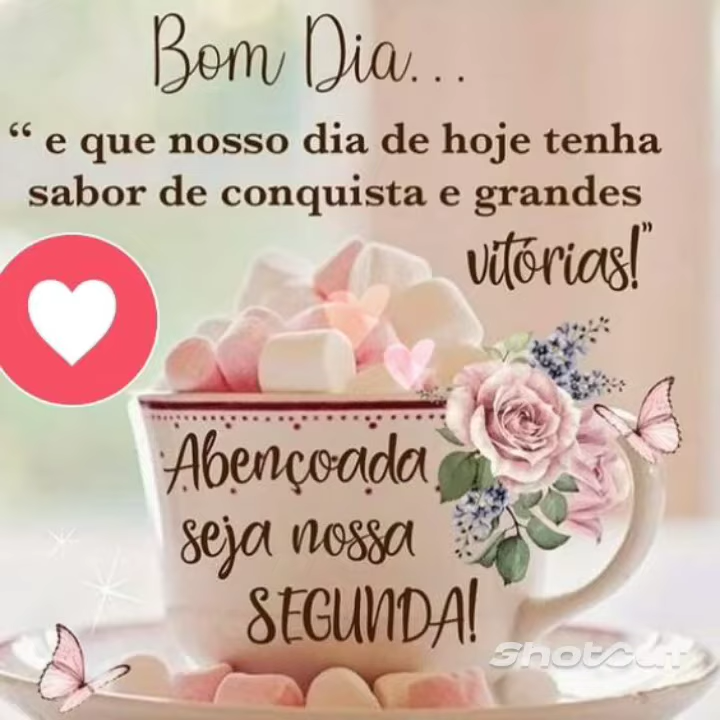 Bom Dia...
“ e que nosso dia de hoje tenha
sabor de conquista e grandes
vitórias!”
Abençoada
seja nossa
SEGUNDA!
Shotcut